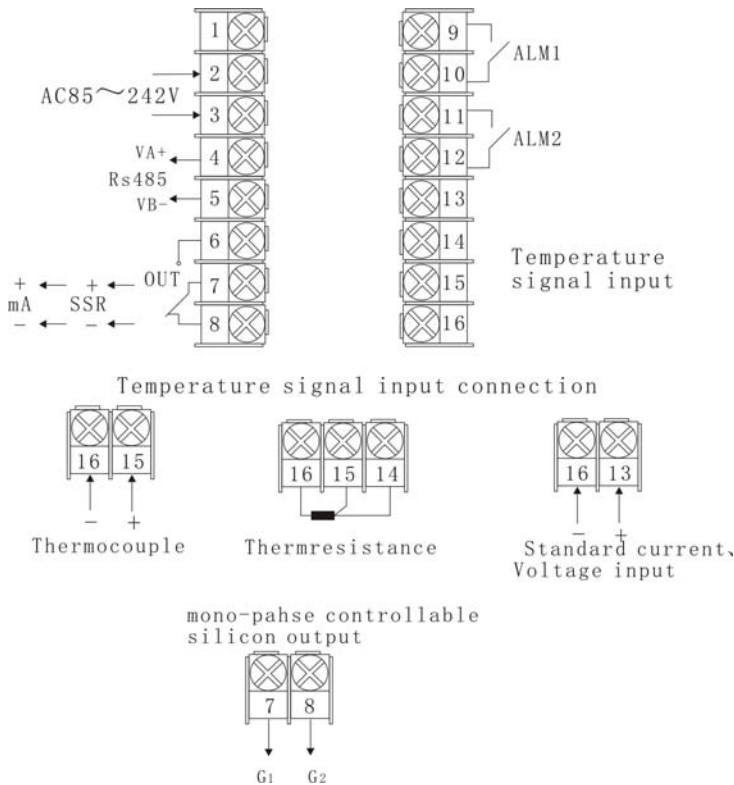 1
2
3
4
5
6
7
8
AC85～242V
VA+
Rs485
VB-
OUT
+ +
mA SSR
- -
9
10
11
12
13
14
15
16
ALM1
ALM2
Temperature
signal input
Temperature signal input connection
16 15
- +
Thermocouple
16 15 14
Thermresistance
16 13
- +
Standard current、
Voltage input
mono-pahse controllable
silicon output
7 8
G1 G2